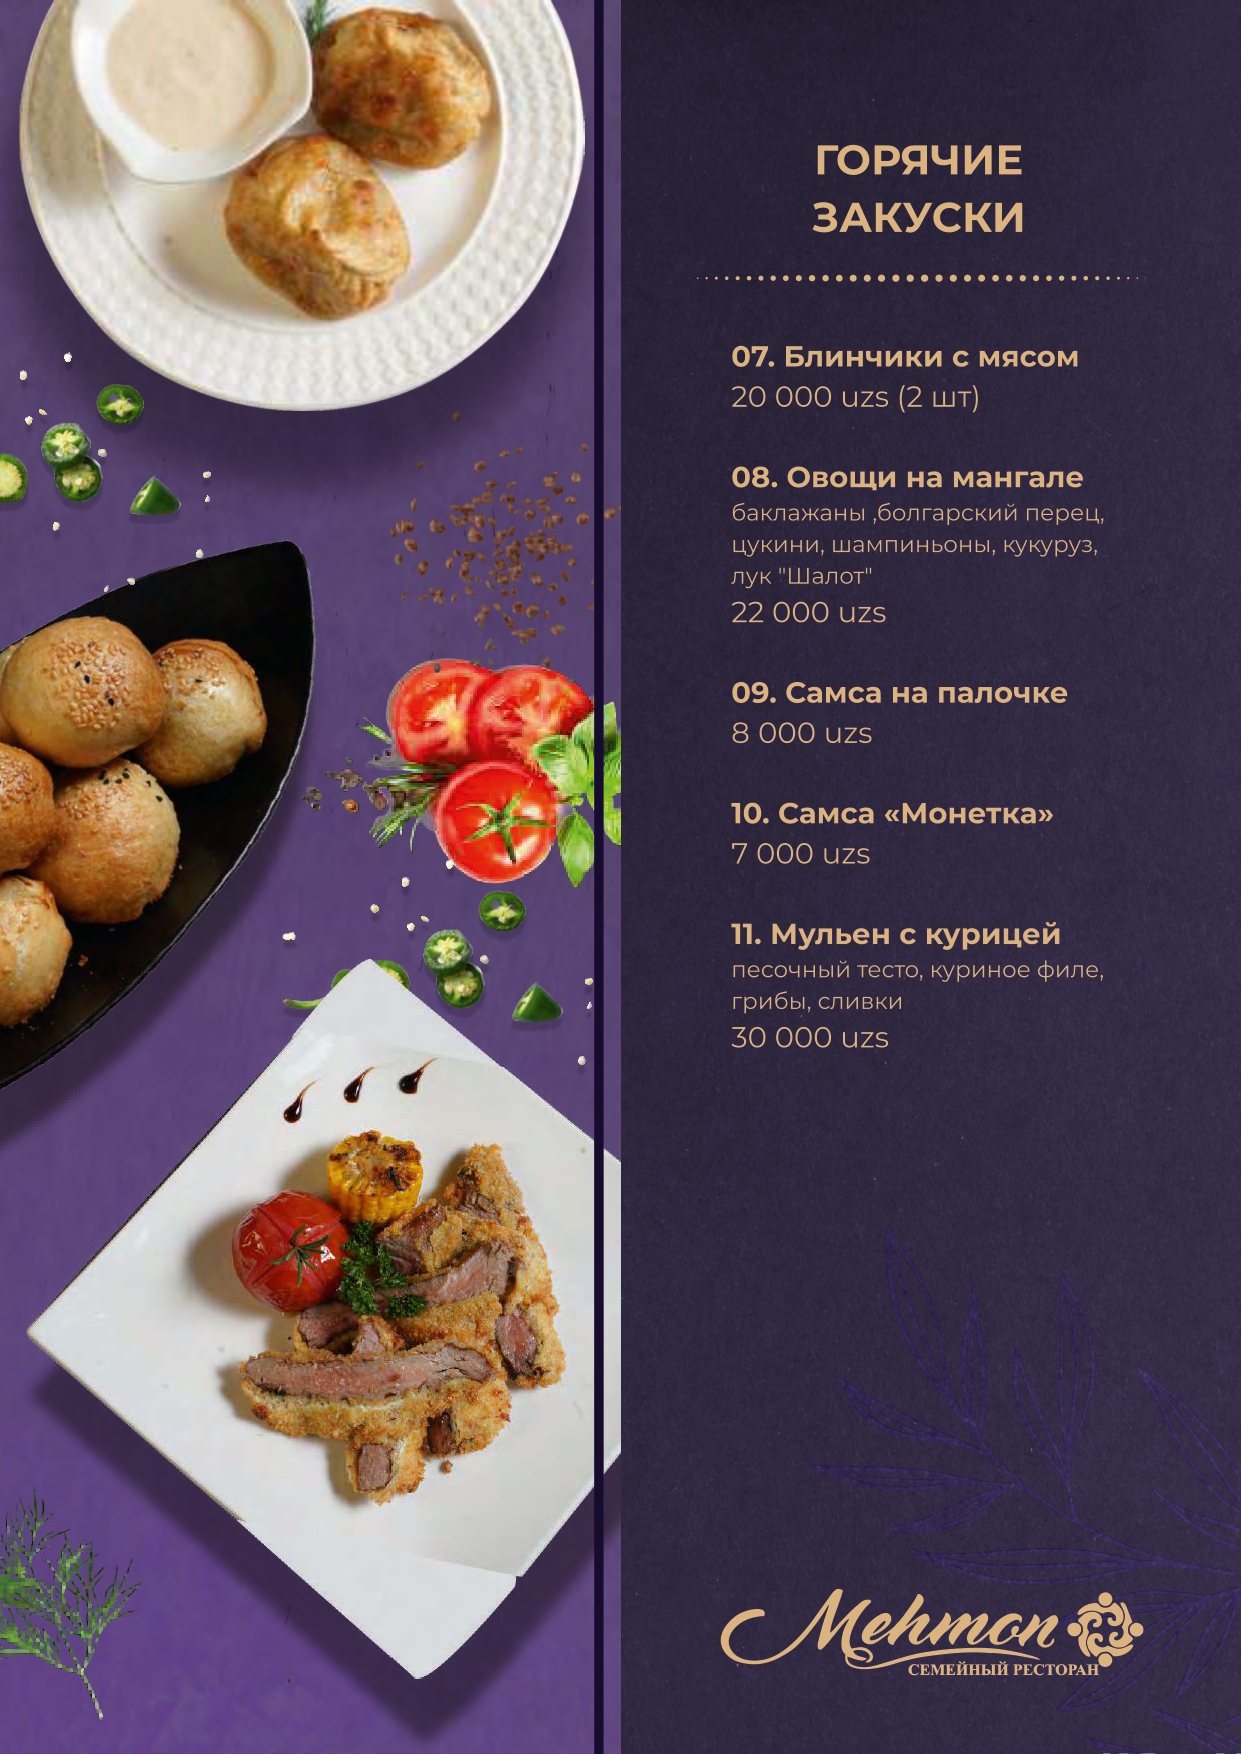 ГОРЯЧИЕ
ЗАКУСКИ
07. Блинчики с мясом
20 000 uzs (2 шт)
08. Овощи на мангале
баклажаны ,болгарский перец,
цукини, шампиньоны, кукуруз,
лук "Шалот"
22 000 uzs
09. Самса на палочке
8 000 uzs
10. Самса «Монетка»
7 000 uzs
11. Мульен с курицей
песочный тесто, куриное филе,
грибы, сливки
30 000 uzs
Mehmon
СЕМЕЙНЫЙ РЕСТОРАН